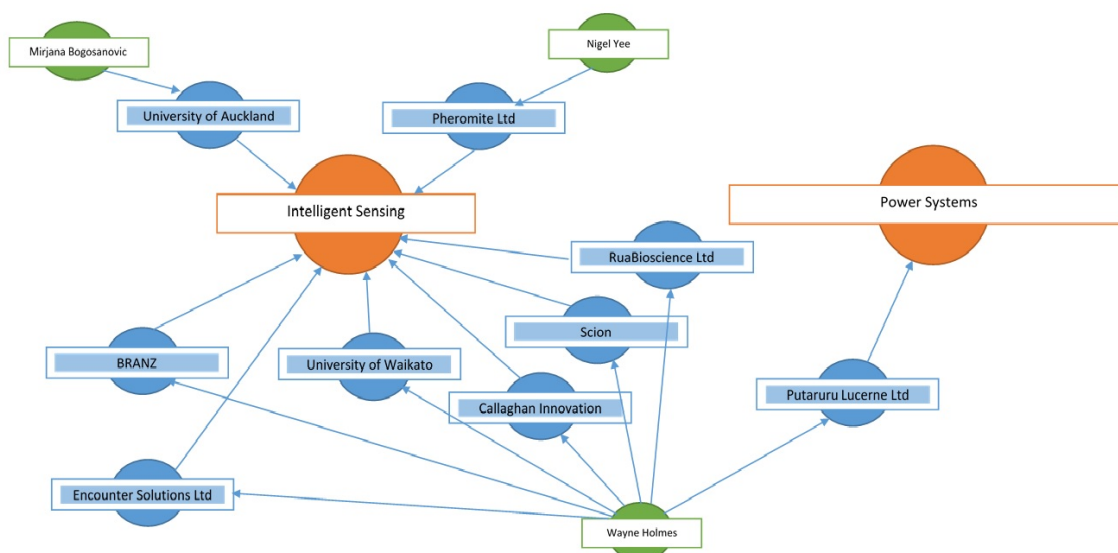 Mirjana Bogosanovic
Nigel Yee
University of Auckland
Pheromite Ltd
Intelligent Sensing
Power Systems
RuaBioscience Ltd
Scion
BRANZ
University of Waikato
Callaghan Innovation
Putaruru Lucerne Ltd
Encounter Solutions Ltd
Wayne Holmes